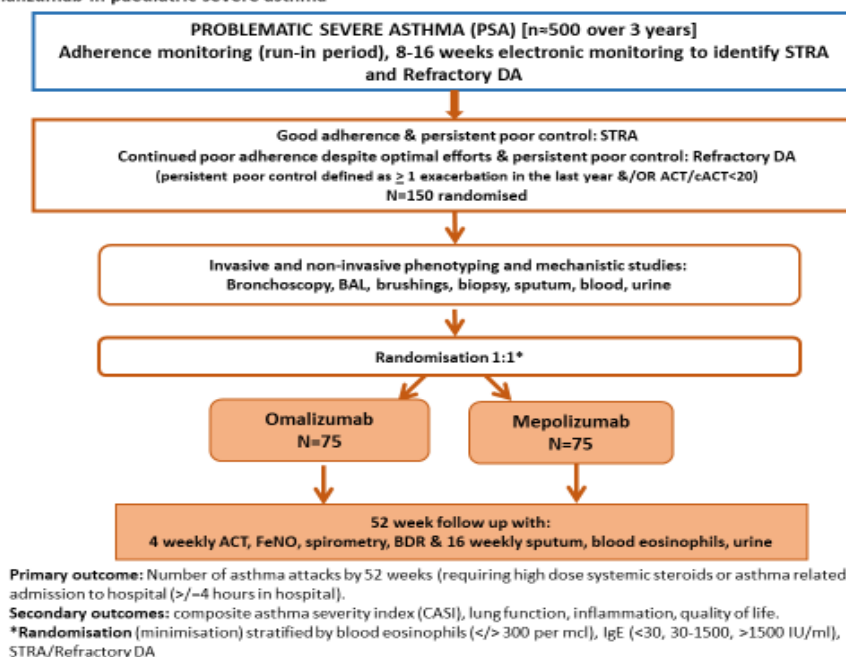 in paediatric severe asthma
PROBLEMATIC SEVERE ASTHMA (PSA) [n≈500 over 3 years]
Adherence monitoring (run-in period), 8-16 weeks electronic monitoring to identify STRA
and Refractory DA
Good adherence & persistent poor control: STRA
Continued poor adherence despite optimal efforts & persistent poor control: Refractory DA
(persistent poor control defined as ≥ 1 exacerbation in the last year &/OR ACT/cACT<20)
N=150 randomised
Invasive and non-invasive phenotyping and mechanistic studies:
Bronchoscopy, BAL, brushings, biopsy, sputum, blood, urine
Randomisation 1:1*
Omalizumab
N=75
Mepolizumab
N=75
52 week follow up with:
4 weekly ACT, FeNO, spirometry, BDR & 16 weekly sputum, blood eosinophils, urine
Primary outcome: Number of asthma attacks by 52 weeks (requiring high dose systemic steroids or asthma related
admission to hospital (>/=4 hours in hospital).
Secondary outcomes: composite asthma severity index (CASI), lung function, inflammation, quality of life.
*Randomisation (minimisation) stratified by blood eosinophils (</> 300 per mcl), IgE (<30, 30-1500, >1500 IU/ml),
STRA/Refractory DA